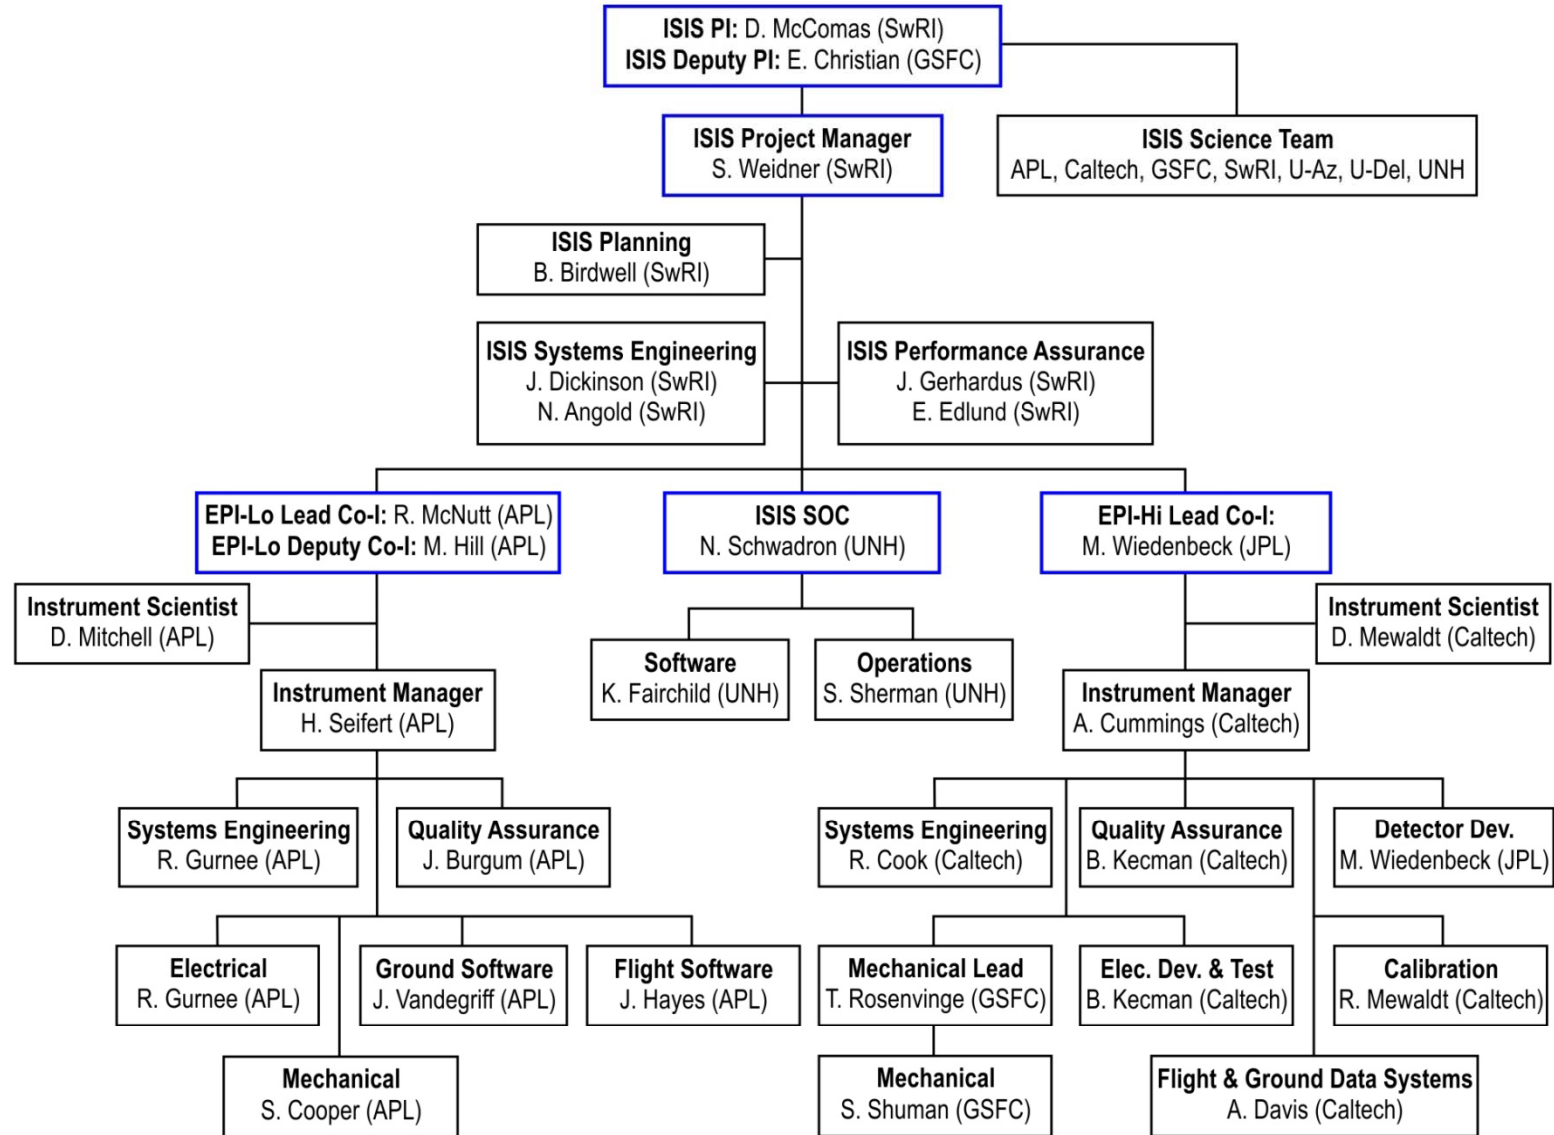 ISIS PI: D. McComas (SwRI)
ISIS Deputy PI: E. Christian (GSFC)
ISIS Project Manager
S. Weidner (SwRI)
ISIS Science Team
APL, Caltech, GSFC, SwRI, U-Az, U-Del, UNH
ISIS Planning
B. Birdwell (SwRI)
ISIS Systems Engineering
J. Dickinson (SwRI)
N. Angold (SwRI)
ISIS Performance Assurance
J. Gerhardus (SwRI)
E. Edlund (SwRI)
EPI-Lo Lead Co-I: R. McNutt (APL)
EPI-Lo Deputy Co-I: M. Hill (APL)
ISIS SOC
N. Schwadron (UNH)
EPI-Hi Lead Co-I:
M. Wiedenbeck (JPL)
Instrument Scientist
D. Mitchell (APL)
Instrument Scientist
D. Mewaldt (Caltech)
Instrument Manager
H. Seifert (APL)
Software
K. Fairchild (UNH)
Operations
S. Sherman (UNH)
Instrument Manager
A. Cummings (Caltech)
Systems Engineering
R. Gurnee (APL)
Quality Assurance
J. Burgum (APL)
Systems Engineering
R. Cook (Caltech)
Quality Assurance
B. Kecman (Caltech)
Detector Dev.
M. Wiedenbeck (JPL)
Electrical
R. Gurnee (APL)
Ground Software
J. Vandegriff (APL)
Flight Software
J. Hayes (APL)
Mechanical Lead
T. Rosenvinge (GSFC)
Elec. Dev. & Test
B. Kecman (Caltech)
Calibration
R. Mewaldt (Caltech)
Mechanical
S. Cooper (APL)
Mechanical
S. Shuman (GSFC)
Flight & Ground Data Systems
A. Davis (Caltech)